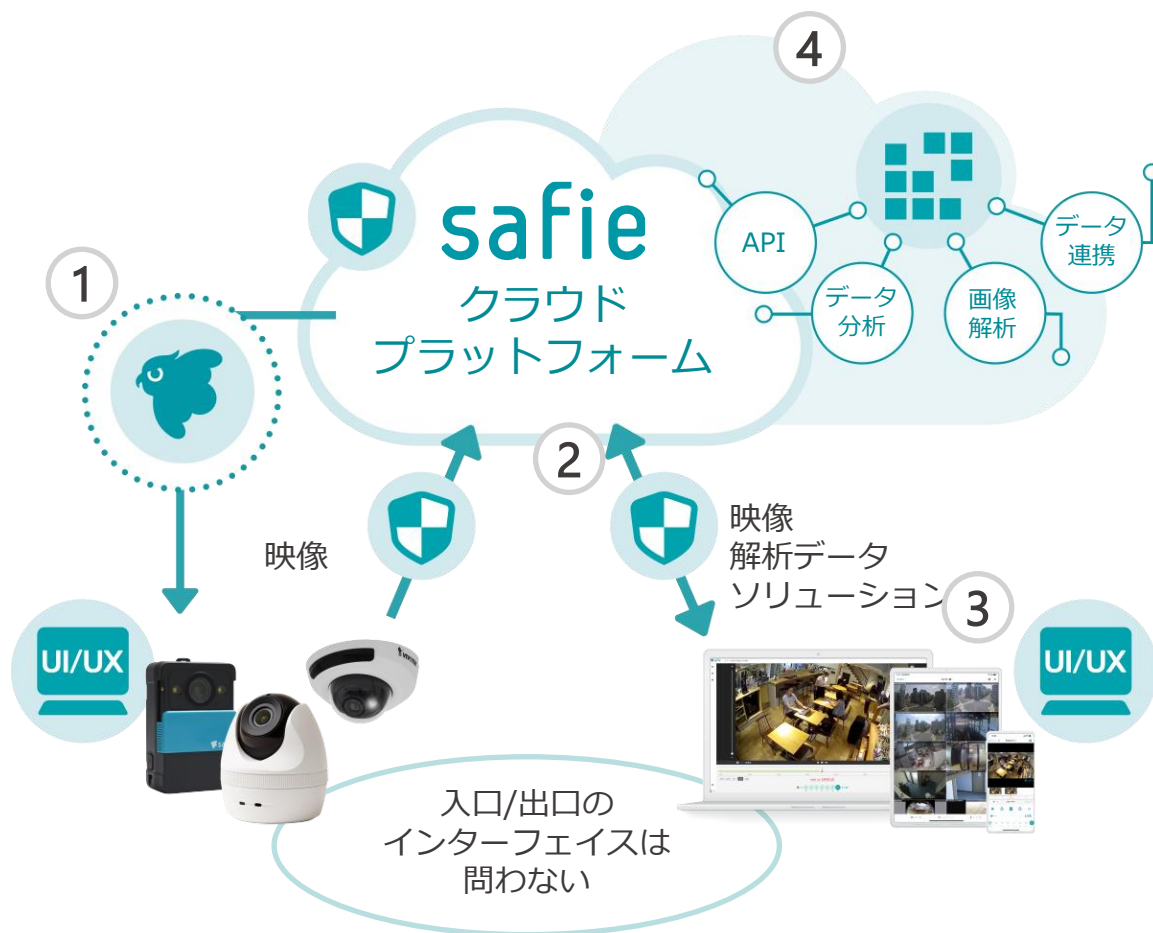 4
safie
クラウド
プラットフォーム
API
データ
分析
画像
解析
データ
連携
1
2
映像
映像
解析データ
ソリューション
3
UI/UX
UI/UX
入口/出口の
インターフェイスは
問わない